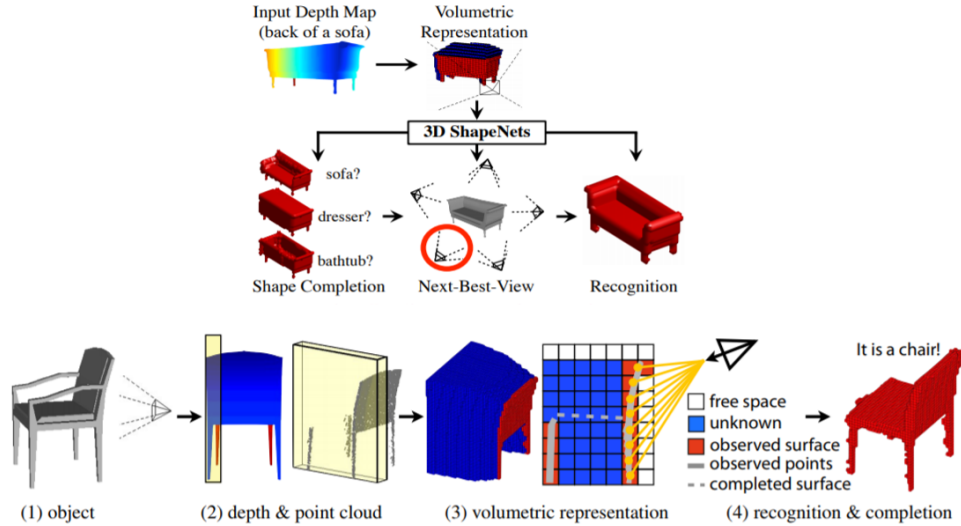 Input Depth Map
(back of a sofa)
Volumetric
Representation
3D ShapeNets
sofa?
dresser?
bathtub?
Shape Completion
Next-Best-View
Recognition
It is a chair!
free space
unknown
observed surface
observed points
completed surface
(1) object
(2) depth & point cloud
(3) volumetric representation
(4) recognition & completion